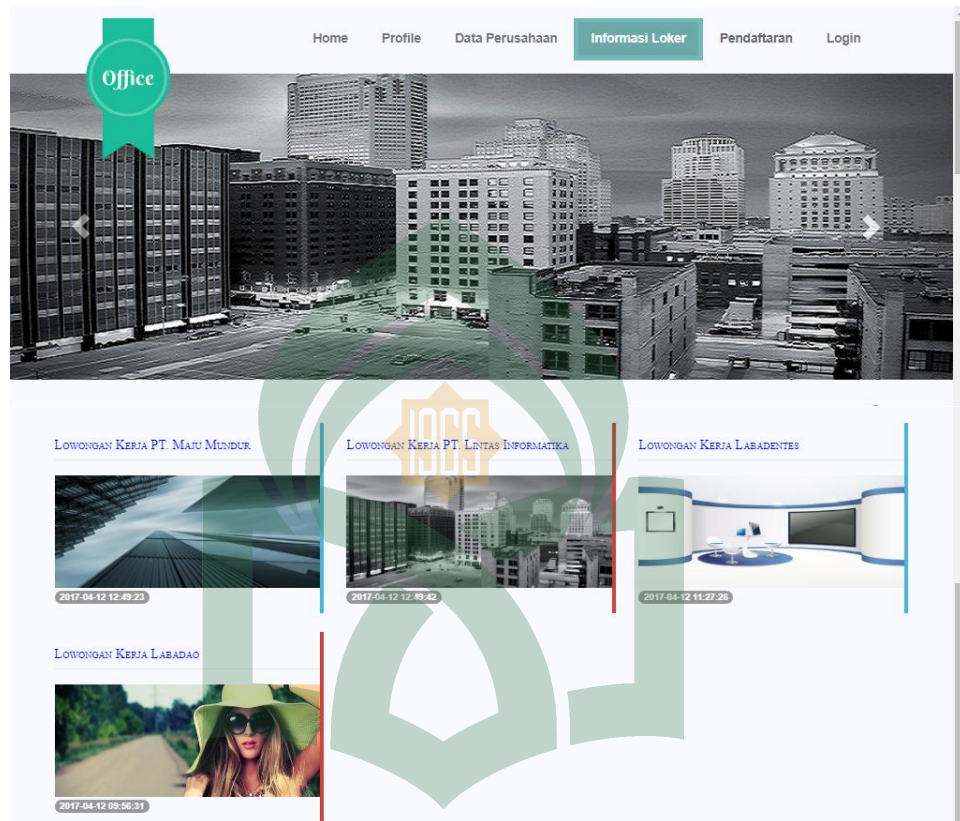 Office
Home Profile Data Perusahaan Informasi Loker Pendaftaran Login
Lowongan Kerja PT. Maju Mundur
Lowongan Kerja PT. Lintas Informatika
Lowongan Kerja Labadentes
2017-04-12 12:49:23
2017-04-12 12:49:42
2017-04-12 11:27:26
Lowongan Kerja Labadao
2017-04-12 09:56:31